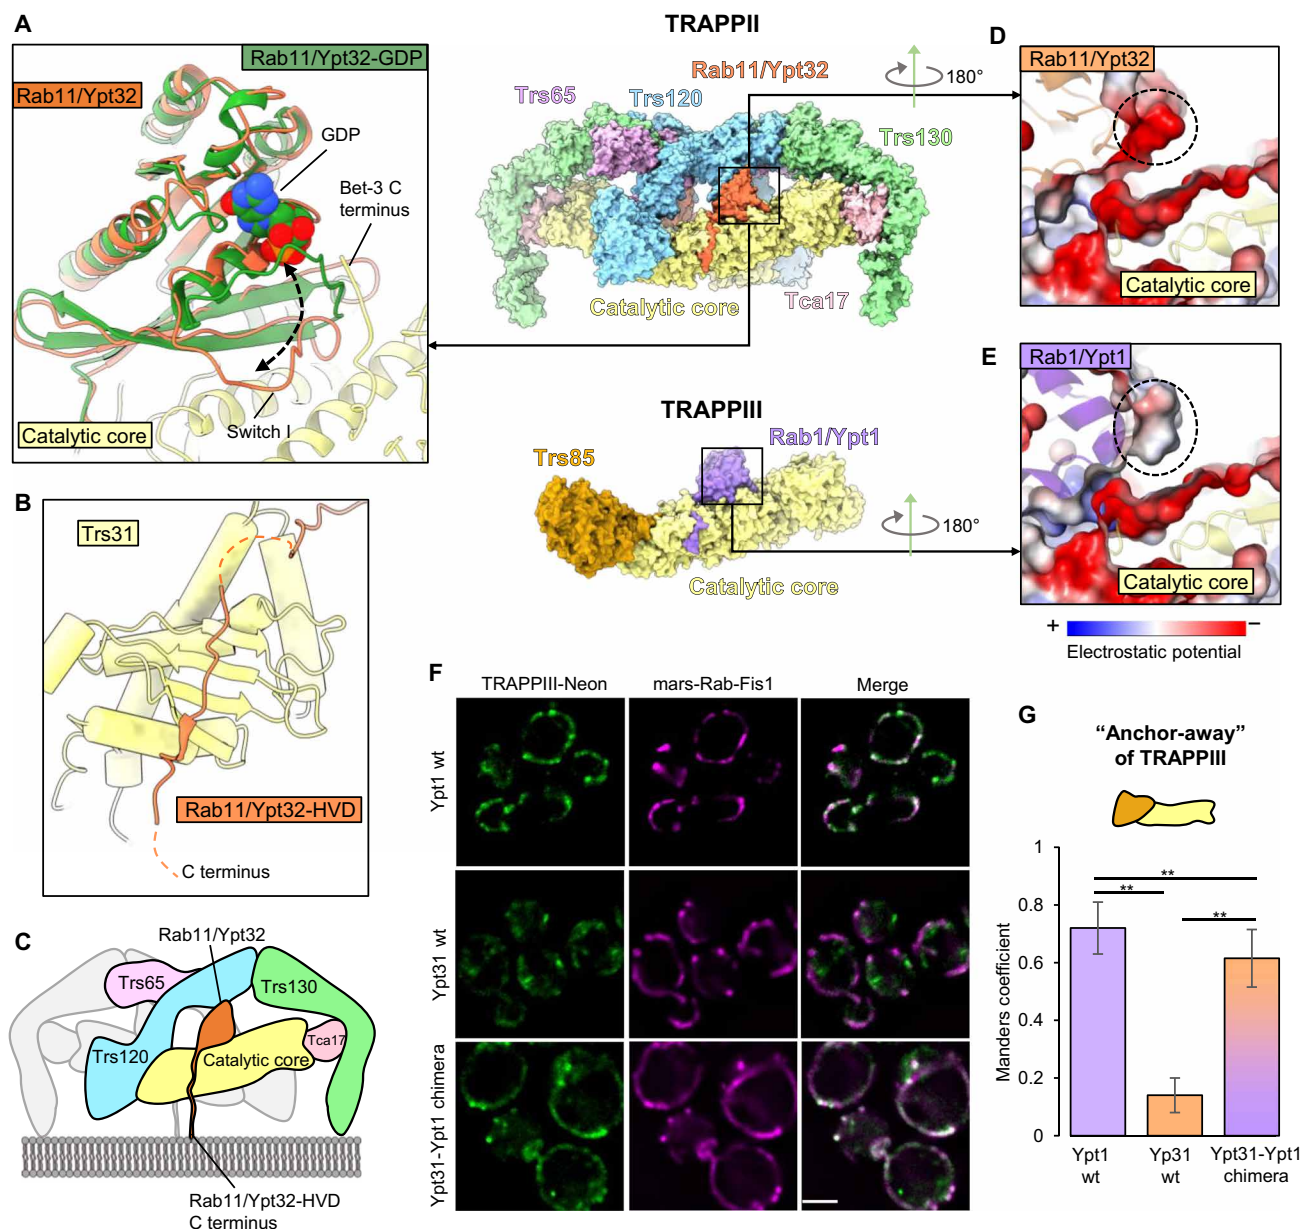 A
Rab11/Ypt32-GDP
Rab11/Ypt32
GDP
Bet-3 C
terminus
Switch I
Catalytic core
TRAPPII
Rab11/Ypt32
180°
Trs65
Trs120
Trs130
Catalytic core
Tca17
TRAPPIII
Rab1/Ypt1
Trs85
180°
Catalytic core
D
Rab11/Ypt32
Catalytic core
E
Rab1/Ypt1
Catalytic core
+ −
Electrostatic potential
B
Trs31
Rab11/Ypt32-HVD
C terminus
C
Rab11/Ypt32
Trs65
Trs130
Trs120
Catalytic core
Tca17
Rab11/Ypt32-HVD
C terminus
F
TRAPPIII-Neon mars-Rab-Fis1 Merge
Ypt1 wt
Ypt31 wt
Ypt31-Ypt1 chimera
G
“Anchor-away”
of TRAPPIII
Manders coefficient
1
0.8
0.6
0.4
0.2
0
**
**
**
Ypt1
wt
Yp31
wt
Ypt31-Ypt1
chimera